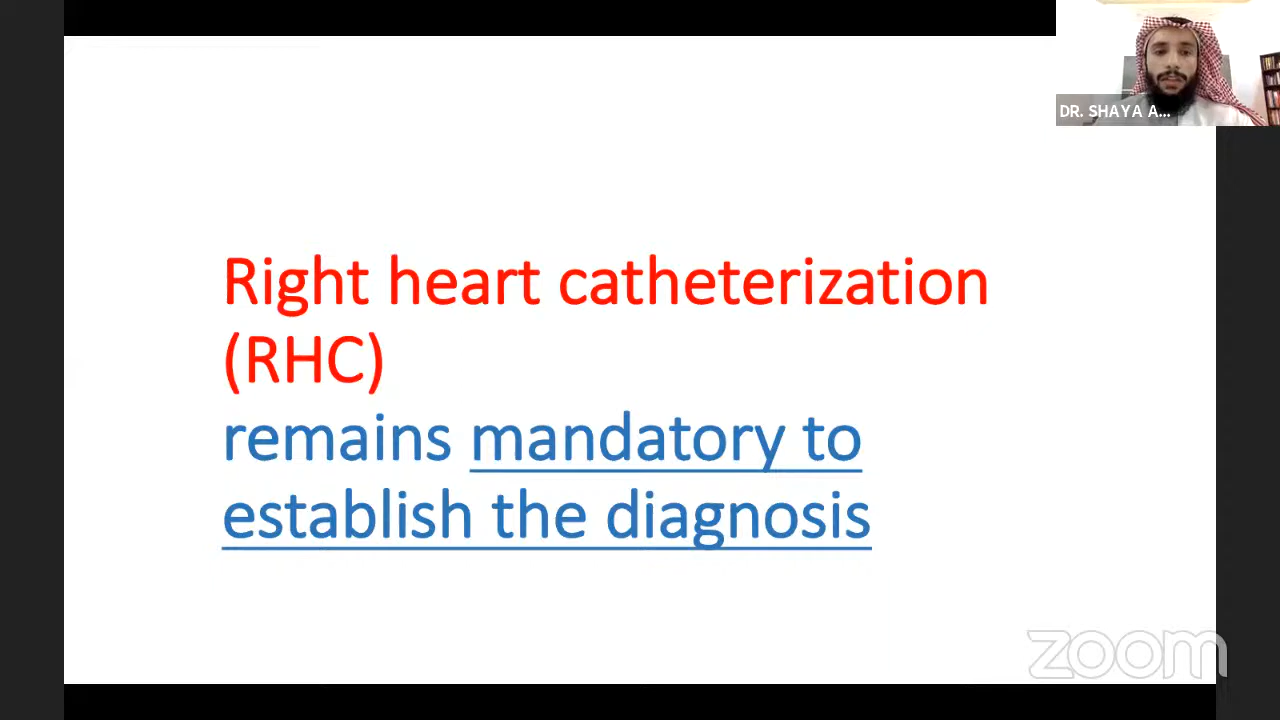 DR. SHAYA A...
Right heart catheterization
(RHC)
remains mandatory to
establish the diagnosis
zoom